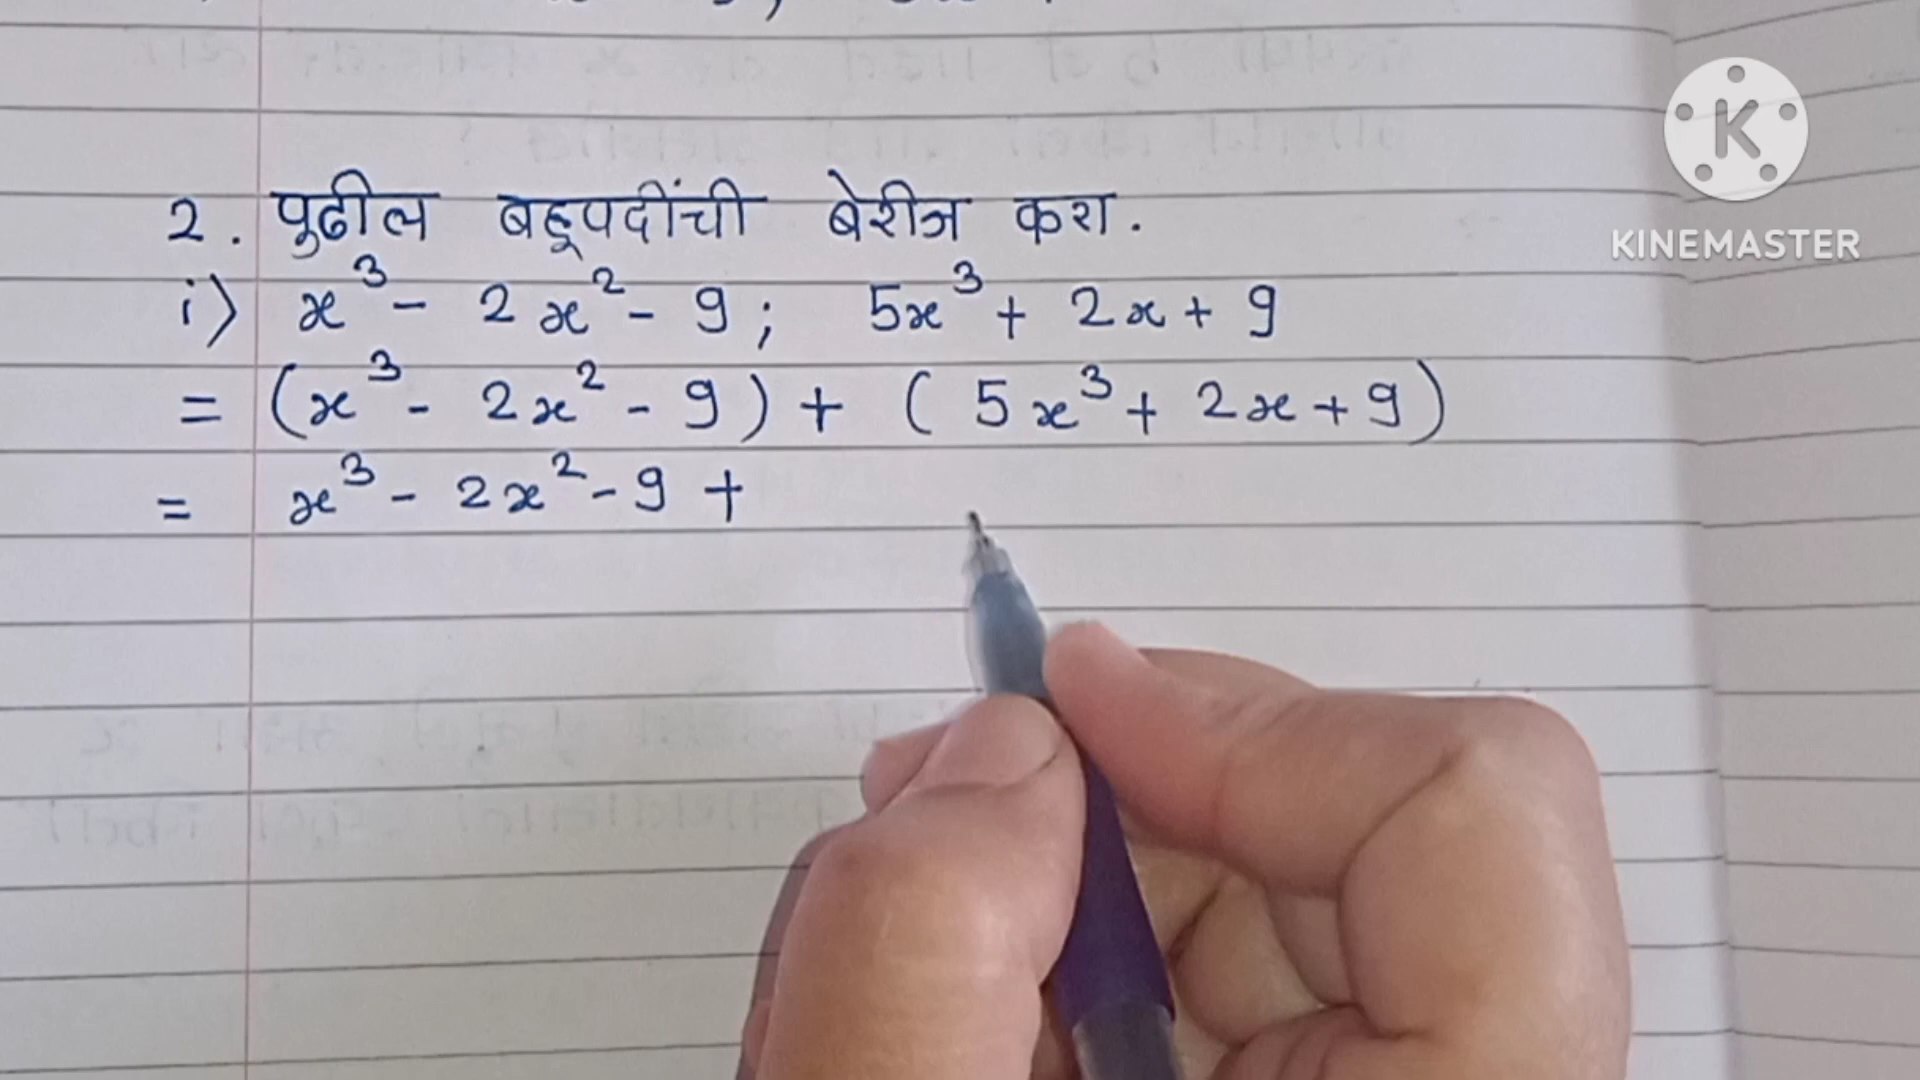 2. पुढील बहूपदींची बेरीज करा.
i) x³ - 2x² - 9 ; 5x³ + 2x + 9
= (x³ - 2x² - 9) + ( 5x³ + 2x + 9)
= x³ - 2x² - 9 +
K
KINEMASTER